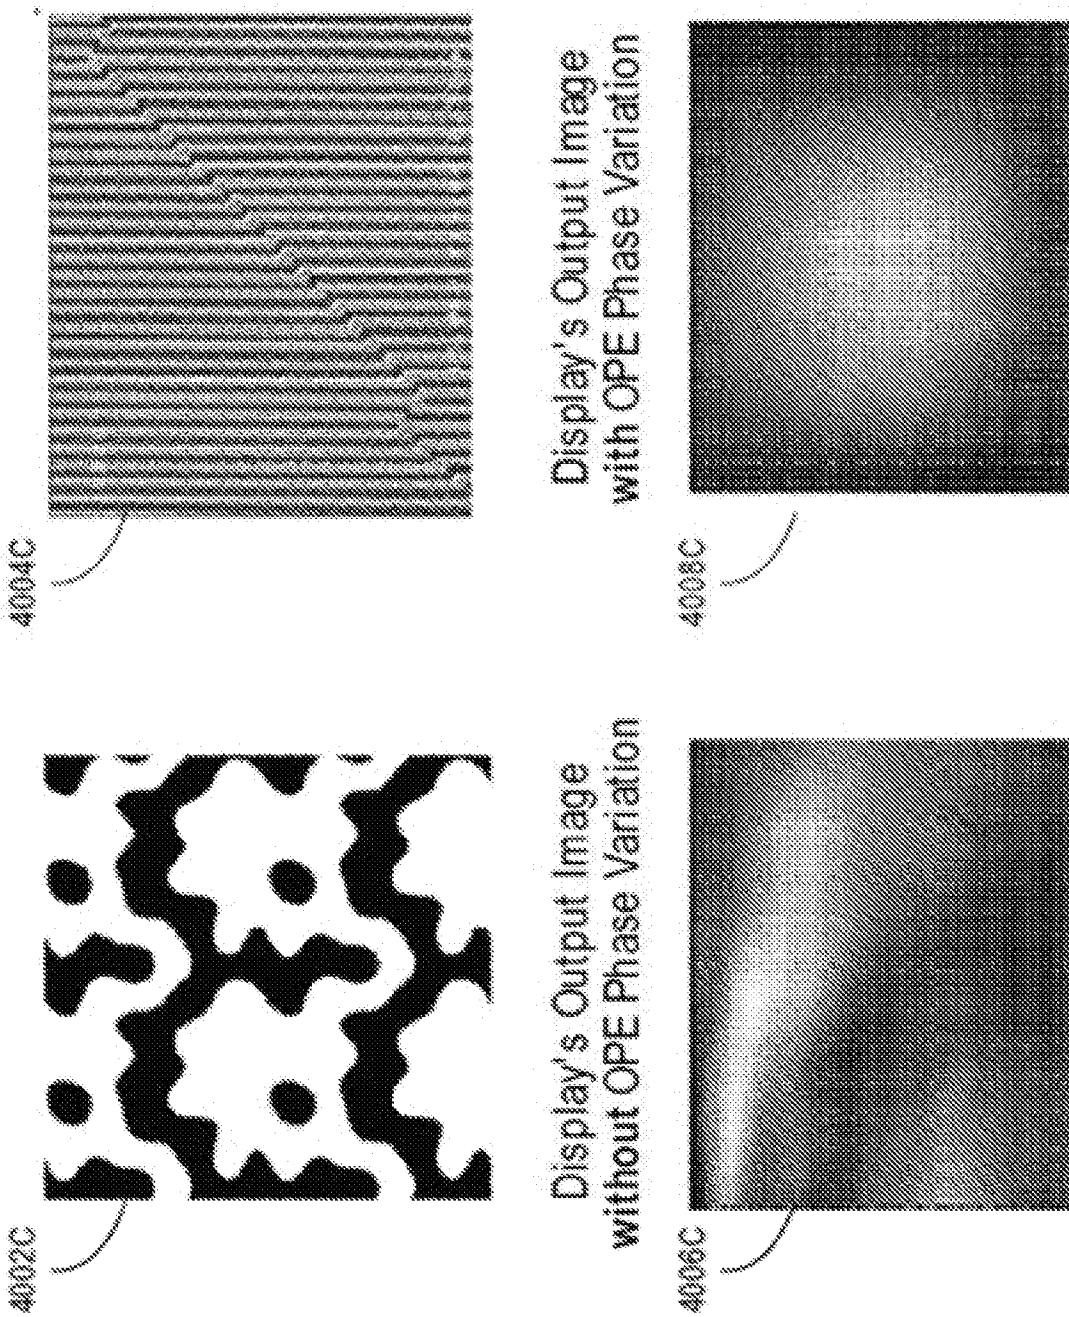 4002C
4004C
Display's Output Image
without OPE Phase Variation
Display's Output Image
with OPE Phase Variation
4006C
4008C